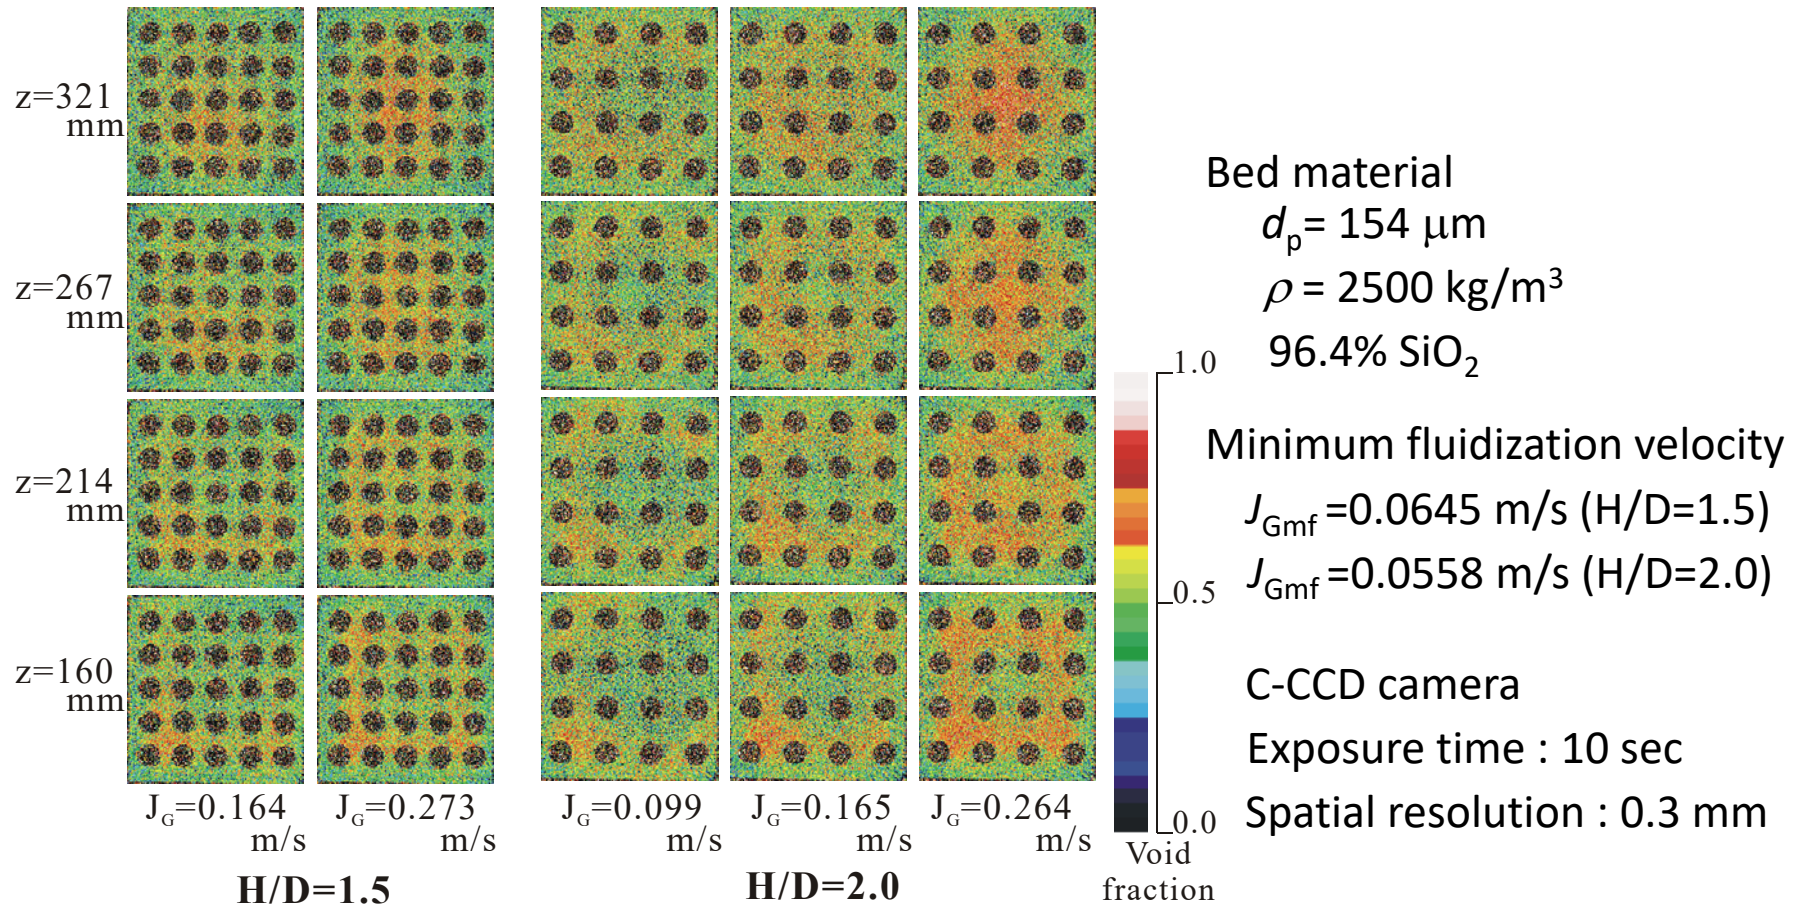 z=321
mm
z=267
mm
z=214
mm
z=160
mm
J_G=0.164
m/s
J_G=0.273
m/s
J_G=0.099
m/s
J_G=0.165
m/s
J_G=0.264
m/s
H/D=1.5
H/D=2.0
1.0
0.5
0.0
Void
fraction
Bed material
d_p= 154 μm
ρ = 2500 kg/m³
96.4% SiO₂
Minimum fluidization velocity
J_Gmf =0.0645 m/s (H/D=1.5)
J_Gmf =0.0558 m/s (H/D=2.0)
C-CCD camera
Exposure time : 10 sec
Spatial resolution : 0.3 mm